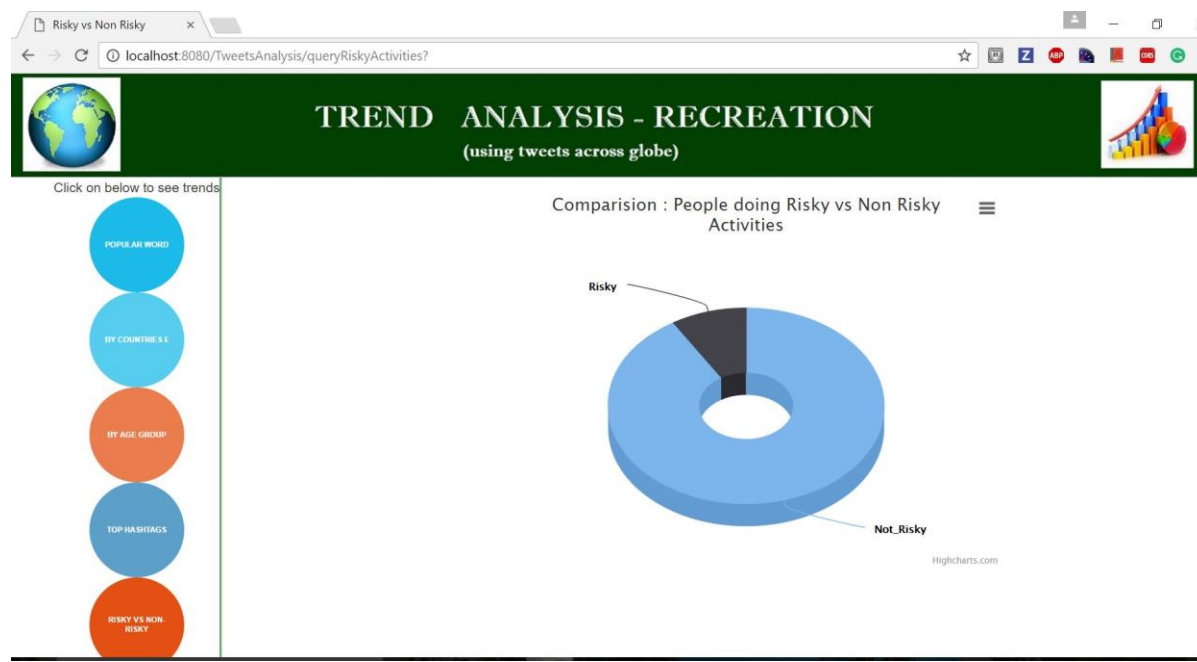 Risky vs Non Risky
localhost:8080/TweetsAnalysis/queryRiskyActivities?
Z
ABP
CORS
G
TREND ANALYSIS - RECREATION
(using tweets across globe)
Click on below to see trends
POPULAR WORD
BY COUNTRIES E
BY AGE GROUP
TOP HASHTAGS
RISKY VS NON-
RISKY
Comparision : People doing Risky vs Non Risky
Activities
Risky
Not_Risky
Highcharts.com